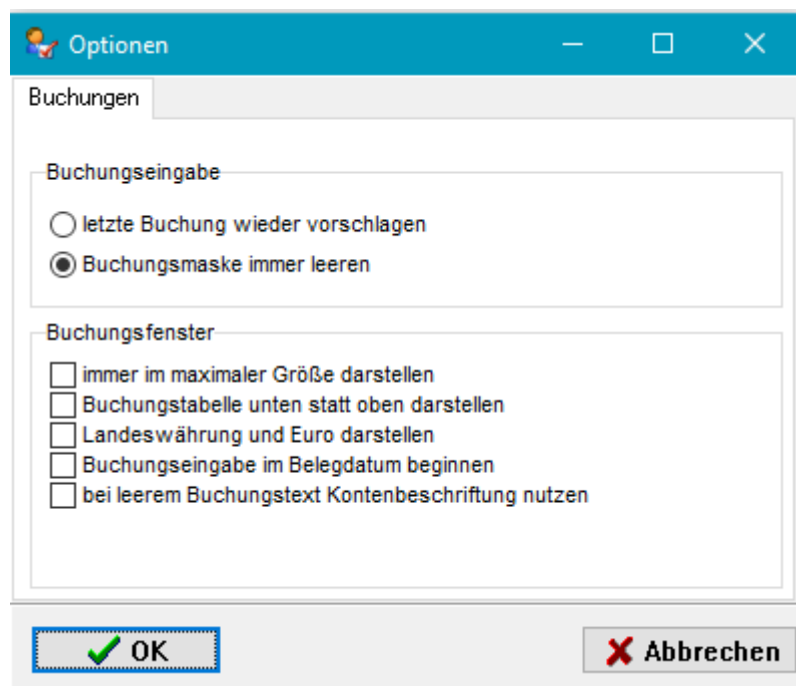 Optionen
Buchungen
Buchungseingabe
letzte Buchung wieder vorschlagen
Buchungsmaske immer leeren
Buchungsfenster
immer im maximaler Größe darstellen
Buchungstabelle unten statt oben darstellen
Landeswährung und Euro darstellen
Buchungseingabe im Belegdatum beginnen
bei leerem Buchungstext Kontenbeschriftung nutzen
OK
Abbrechen